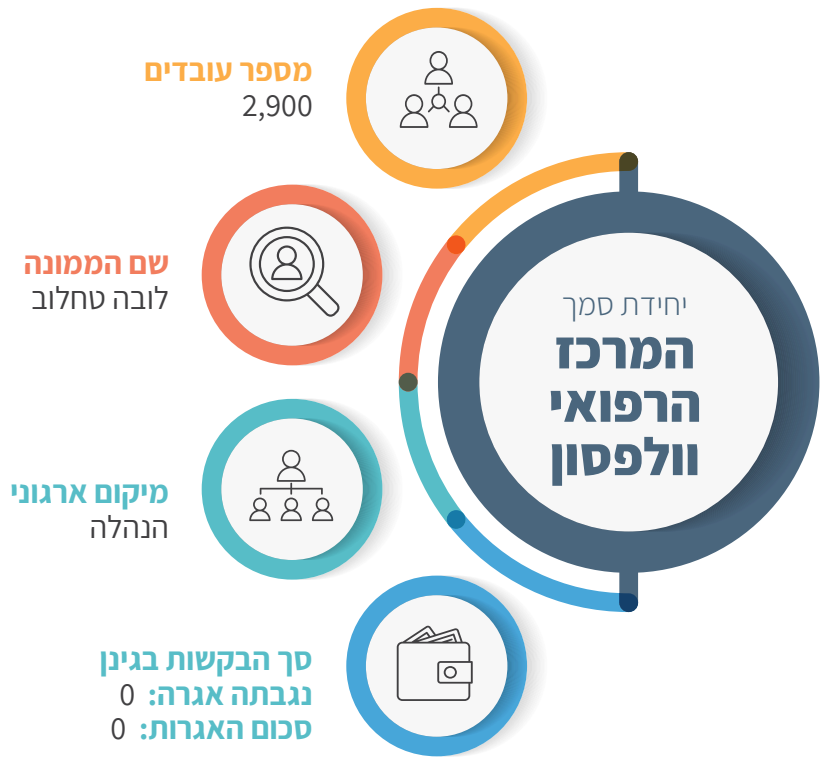 יחידת סמך
המרכז
הרפואי
וולפסון
מספר עובדים
2,900
שם הממונה
לובה טחלוב
מיקום ארגוני
הנהלה
סך הבקשות בגינן
נגבתה אגרה: 0
סכום האגרות: 0